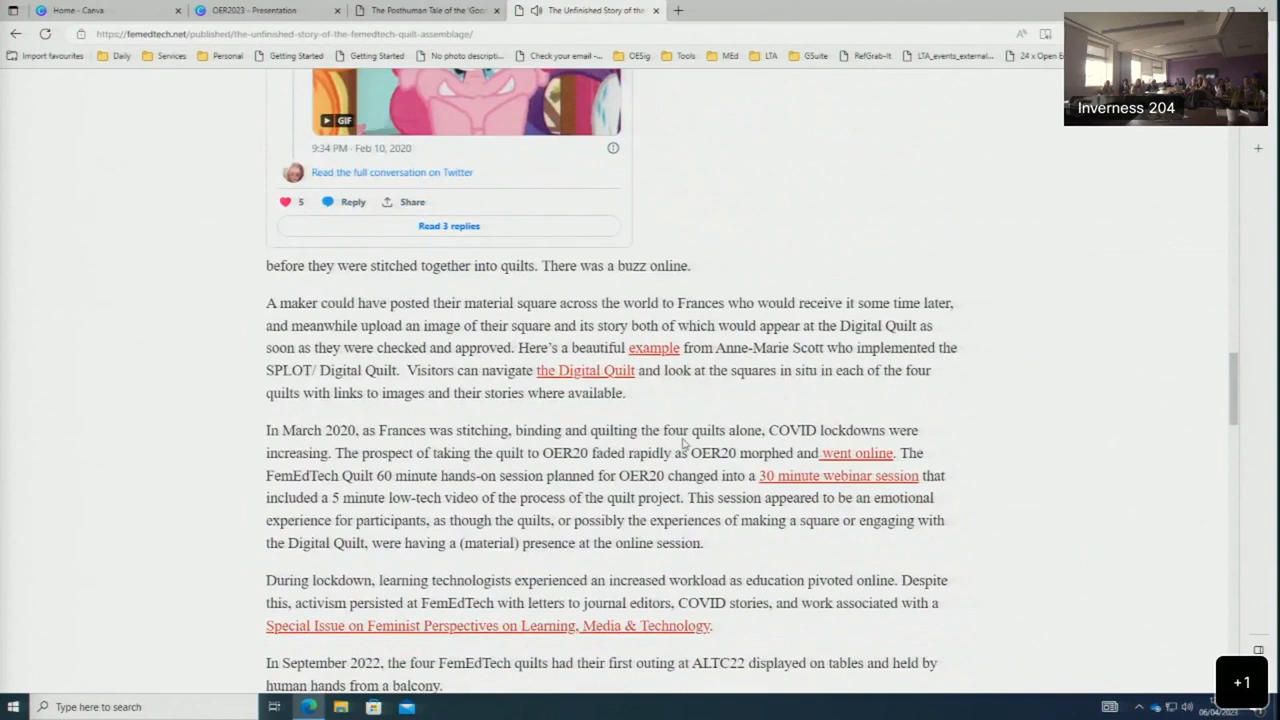 Home - Canva
OER2023 - Presentation
The Posthuman Tale of the 'Goo
The Unfinished Story of the
https://femedtech.net/published/the-unfinished-story-of-the-femedtech-quilt-assemblage/
Import favourites
Daily
Services
Personal
Getting Started
Getting Started
No photo descripti...
Check your email -...
OESig
Tools
MEd
LTA
GSuite
RefGrab-It
LTA_events_external...
24 x Open E
Inverness 204
GIF
9:34 PM · Feb 10, 2020
Read the full conversation on Twitter
5
Reply
Share
Read 3 replies
before they were stitched together into quilts. There was a buzz online.
A maker could have posted their material square across the world to Frances who would receive it some time later,
and meanwhile upload an image of their square and its story both of which would appear at the Digital Quilt as
soon as they were checked and approved. Here's a beautiful example from Anne-Marie Scott who implemented the
SPLOT/ Digital Quilt. Visitors can navigate the Digital Quilt and look at the squares in situ in each of the four
quilts with links to images and their stories where available.
In March 2020, as Frances was stitching, binding and quilting the four quilts alone, COVID lockdowns were
increasing. The prospect of taking the quilt to OER20 faded rapidly as OER20 morphed and went online. The
FemEdTech Quilt 60 minute hands-on session planned for OER20 changed into a 30 minute webinar session that
included a 5 minute low-tech video of the process of the quilt project. This session appeared to be an emotional
experience for participants, as though the quilts, or possibly the experiences of making a square or engaging with
the Digital Quilt, were having a (material) presence at the online session.
During lockdown, learning technologists experienced an increased workload as education pivoted online. Despite
this, activism persisted at FemEdTech with letters to journal editors, COVID stories, and work associated with a
Special Issue on Feminist Perspectives on Learning, Media & Technology.
In September 2022, the four FemEdTech quilts had their first outing at ALTC22 displayed on tables and held by
human hands from a balcony.
+1
Type here to search
06/04/2023